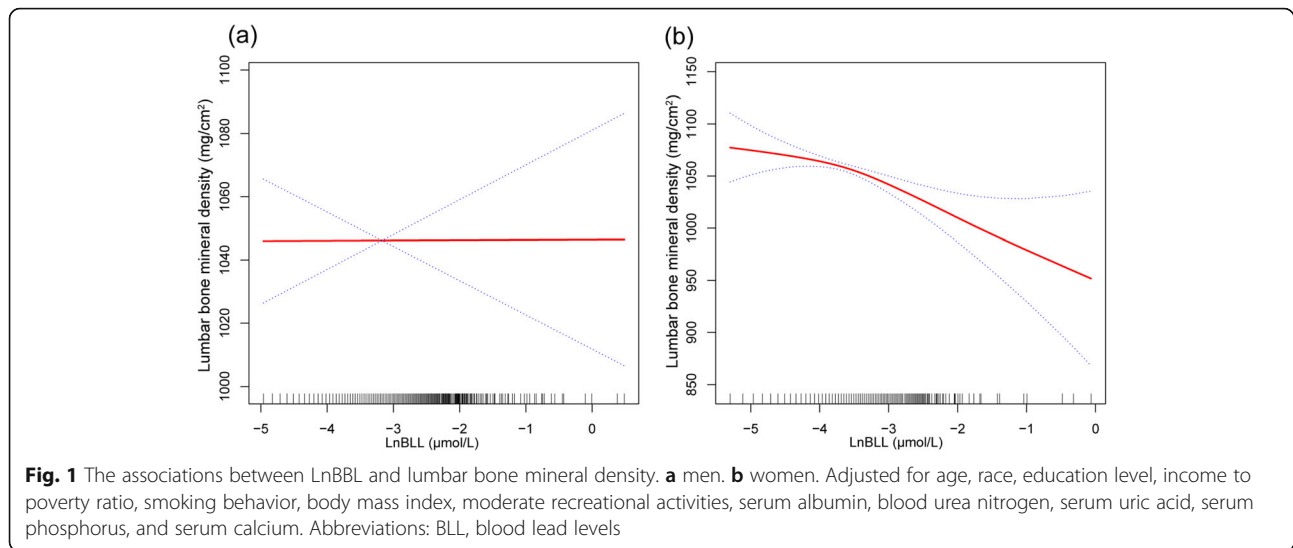 (a)
(b)
Lumbar bone mineral density (mg/cm²)
1100
1080
1060
1040
1020
1000
−5 −4 −3 −2 −1 0
LnBLL (μmol/L)
Lumbar bone mineral density (mg/cm²)
1150
1100
1050
1000
950
900
850
−5 −4 −3 −2 −1 0
LnBLL (μmol/L)
Fig. 1 The associations between LnBBL and lumbar bone mineral density. a men. b women. Adjusted for age, race, education level, income to
poverty ratio, smoking behavior, body mass index, moderate recreational activities, serum albumin, blood urea nitrogen, serum uric acid, serum
phosphorus, and serum calcium. Abbreviations: BLL, blood lead levels